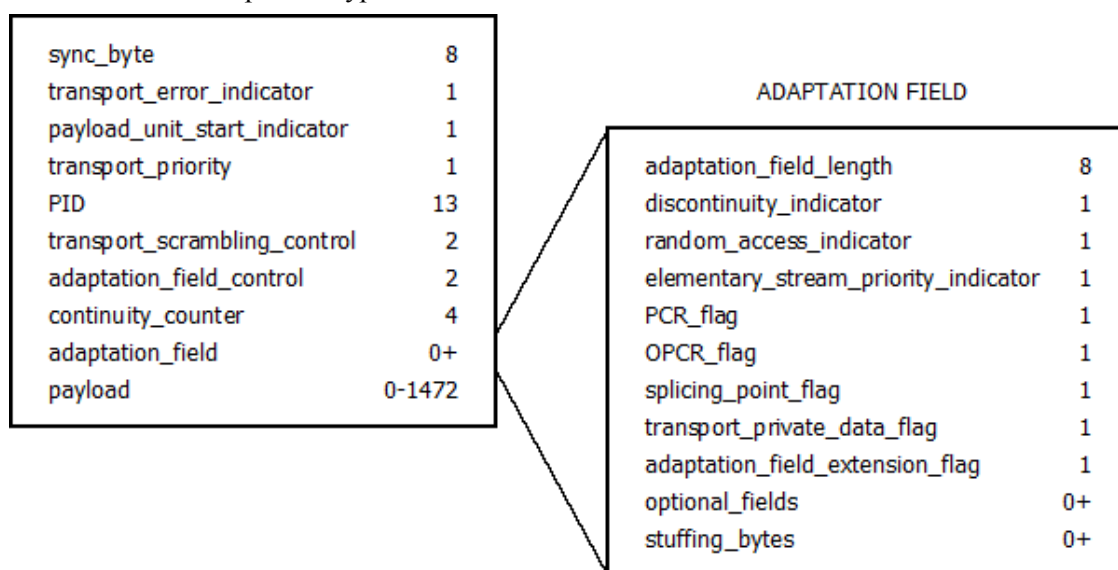 sync_byte 8
transport_error_indicator 1
payload_unit_start_indicator 1
transport_priority 1
PID 13
transport_scrambling_control 2
adaptation_field_control 2
continuity_counter 4
adaptation_field 0+
payload 0-1472
ADAPTATION FIELD
adaptation_field_length 8
discontinuity_indicator 1
random_access_indicator 1
elementary_stream_priority_indicator 1
PCR_flag 1
OPCR_flag 1
splicing_point_flag 1
transport_private_data_flag 1
adaptation_field_extension_flag 1
optional_fields 0+
stuffing_bytes 0+